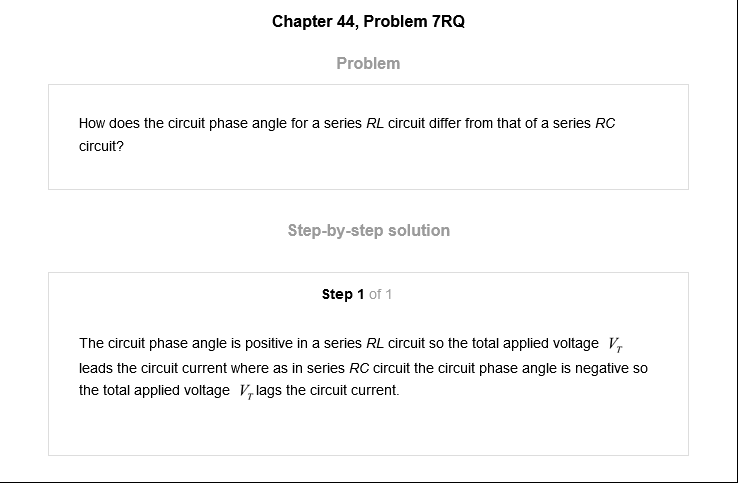 Chapter 44, Problem 7RQ
Problem
How does the circuit phase angle for a series RL circuit differ from that of a series RC
circuit?
Step-by-step solution
Step 1 of 1
The circuit phase angle is positive in a series RL circuit so the total applied voltage V_T
leads the circuit current where as in series RC circuit the circuit phase angle is negative so
the total applied voltage V_T lags the circuit current.